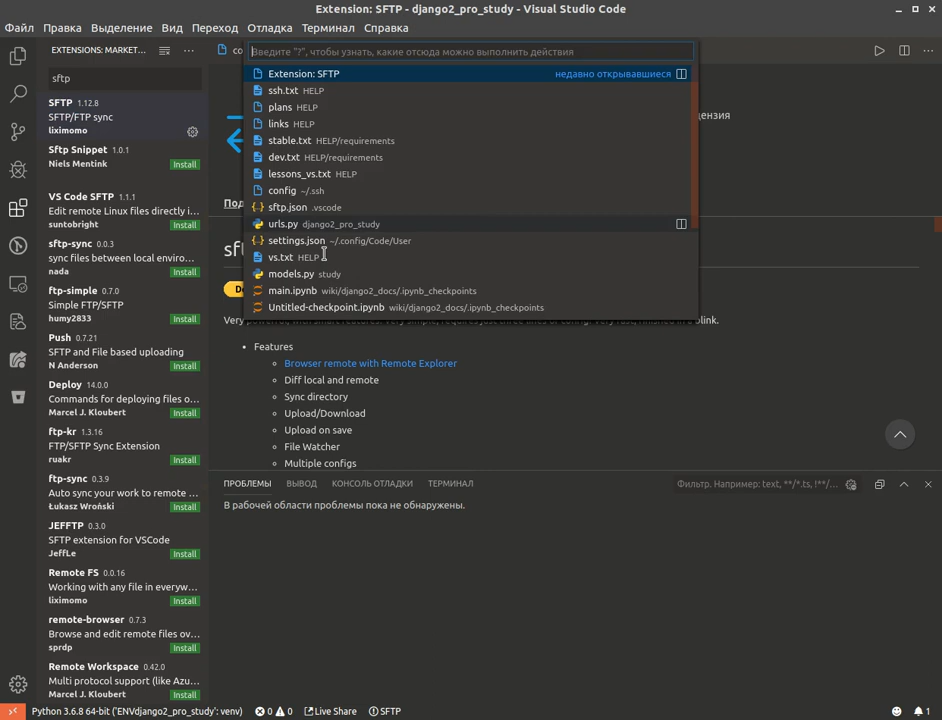 Extension: SFTP - django2_pro_study - Visual Studio Code
Файл Правка Выделение Вид Переход Отладка Терминал Справка
EXTENSIONS: MARKET...
sftp
SFTP 1.12.8
SFTP/FTP sync
liximomo
Sftp Snippet 1.0.1
Niels Mentink Install
VS Code SFTP 1.1.1
Edit remote Linux files directly i...
suntobright Install
sftp-sync 0.0.3
sync files between local enviro...
nada Install
ftp-simple 0.7.0
Simple FTP/SFTP
humy2833 Install
Push 0.7.21
SFTP and File based uploading
N Anderson Install
Deploy 14.0.0
Commands for deploying files o...
Marcel J. Kloubert Install
ftp-kr 1.3.16
FTP/SFTP Sync Extension
ruakr Install
ftp-sync 0.3.9
Auto sync your work to remote ...
Łukasz Wroński Install
JEFFTP 0.3.0
SFTP extension for VSCode
JeffLe Install
Remote FS 0.0.16
Working with any file in everyw...
liximomo Install
remote-browser 0.7.3
Browse and edit remote files ov...
sprdp Install
Remote Workspace 0.42.0
Multi protocol support (like Azu...
Marcel J. Kloubert Install
co
Введите "?", чтобы узнать, какие отсюда можно выполнить действия
Extension: SFTP недавно открывавшиеся
ssh.txt HELP
plans HELP
links HELP
stable.txt HELP/requirements
dev.txt HELP/requirements
lessons_vs.txt HELP
config ~/.ssh
sftp.json .vscode
urls.py django2_pro_study
settings.json ~/.config/Code/User
vs.txt HELP
models.py study
main.ipynb wiki/django2_docs/.ipynb_checkpoints
Untitled-checkpoint.ipynb wiki/django2_docs/.ipynb_checkpoints
цензия
Под
sf
Do
Features
Browser remote with Remote Explorer
Diff local and remote
Sync directory
Upload/Download
Upload on save
File Watcher
Multiple configs
ПРОБЛЕМЫ ВЫВОД КОНСОЛЬ ОТЛАДКИ ТЕРМИНАЛ
Фильтр. Например: text, **/*.ts, !**/...
В рабочей области проблемы пока не обнаружены.
Python 3.6.8 64-bit ('ENVdjango2_pro_study': venv) 0 0 Live Share SFTP 1